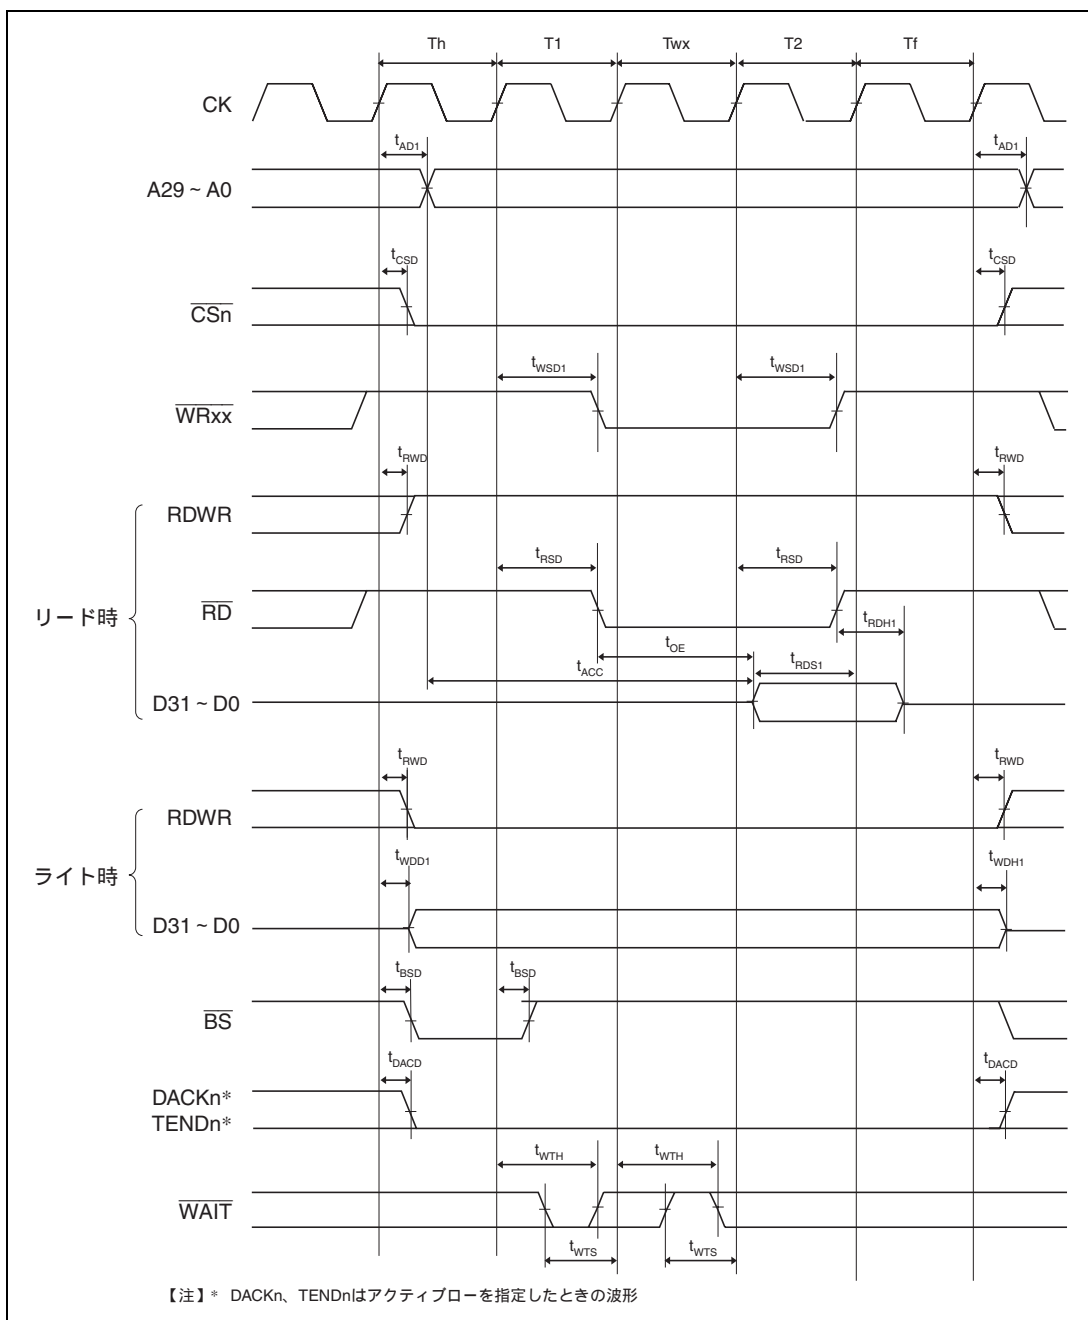 Th T1 Twx T2 Tf
CK
tAD1 tAD1
A29 ~ A0
tCSD tCSD
CSn
tWSD1 tWSD1
WRxx
tRWD tRWD
RDWR
tRSD tRSD
リード時
RD
tRDH1
tOE
tACC tRDS1
D31 ~ D0
tRWD tRWD
RDWR
ライト時
tWDD1 tWDH1
D31 ~ D0
tBSD tBSD
BS
tDACD tDACD
DACKn*
TENDn*
tWTH tWTH
WAIT
tWTS tWTS
【注】* DACKn、TENDnはアクティブローを指定したときの波形